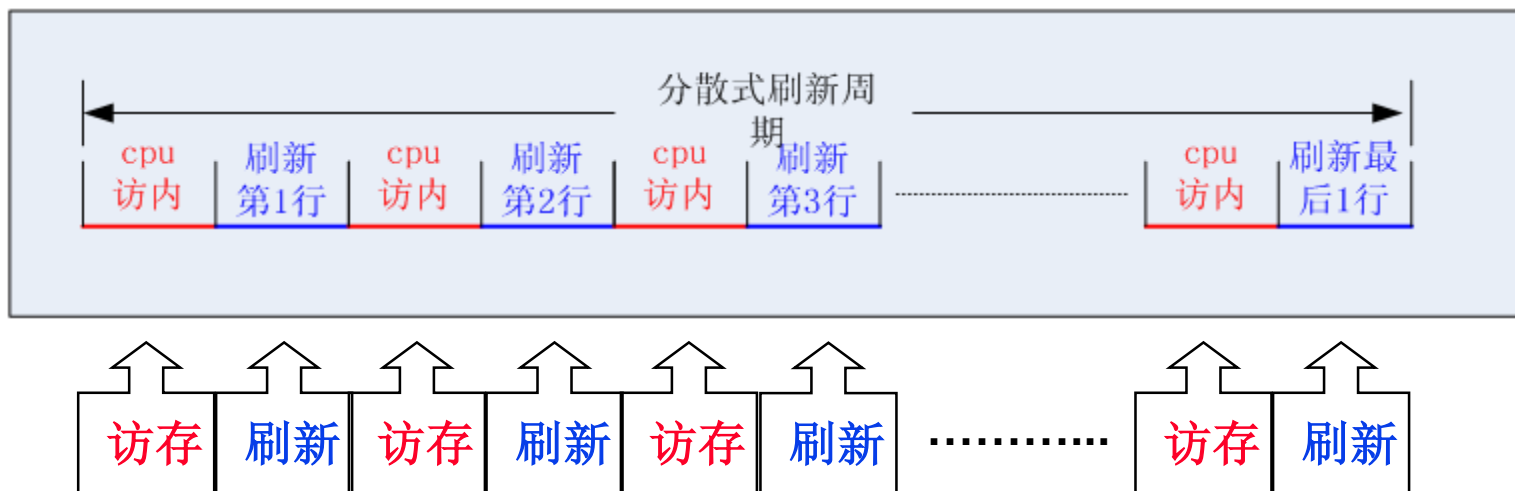 分散式刷新周
期
cpu 刷新 cpu 刷新 cpu 刷新 cpu 刷新最
访内 第1行 访内 第2行 访内 第3行 访内 后1行
访存 刷新 访存 刷新 访存 刷新 ………… 访存 刷新